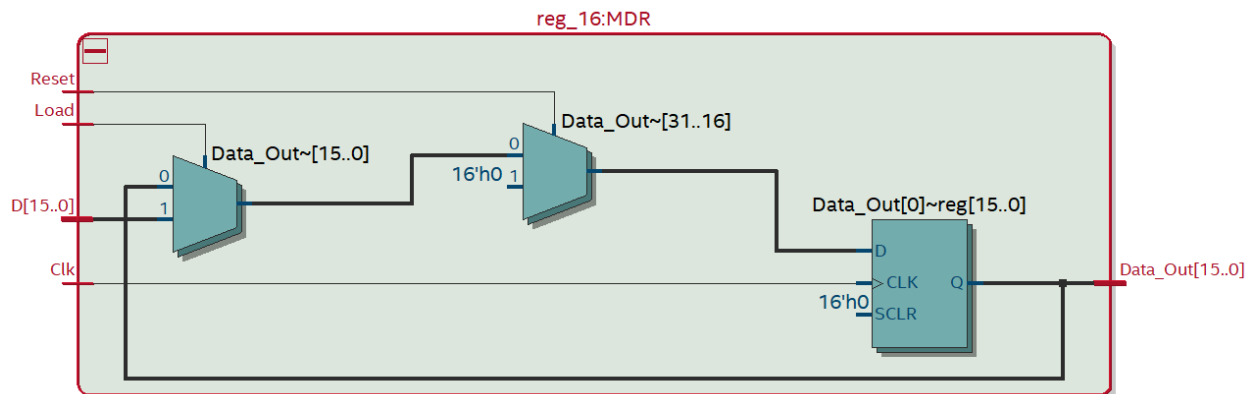 reg_16:MDR
Reset
Load
Data_Out~[15..0]
Data_Out~[31..16]
0
1
0
16'h0 1
D[15..0]
Data_Out[0]~reg[15..0]
D
Clk
CLK Q
Data_Out[15..0]
16'h0
SCLR